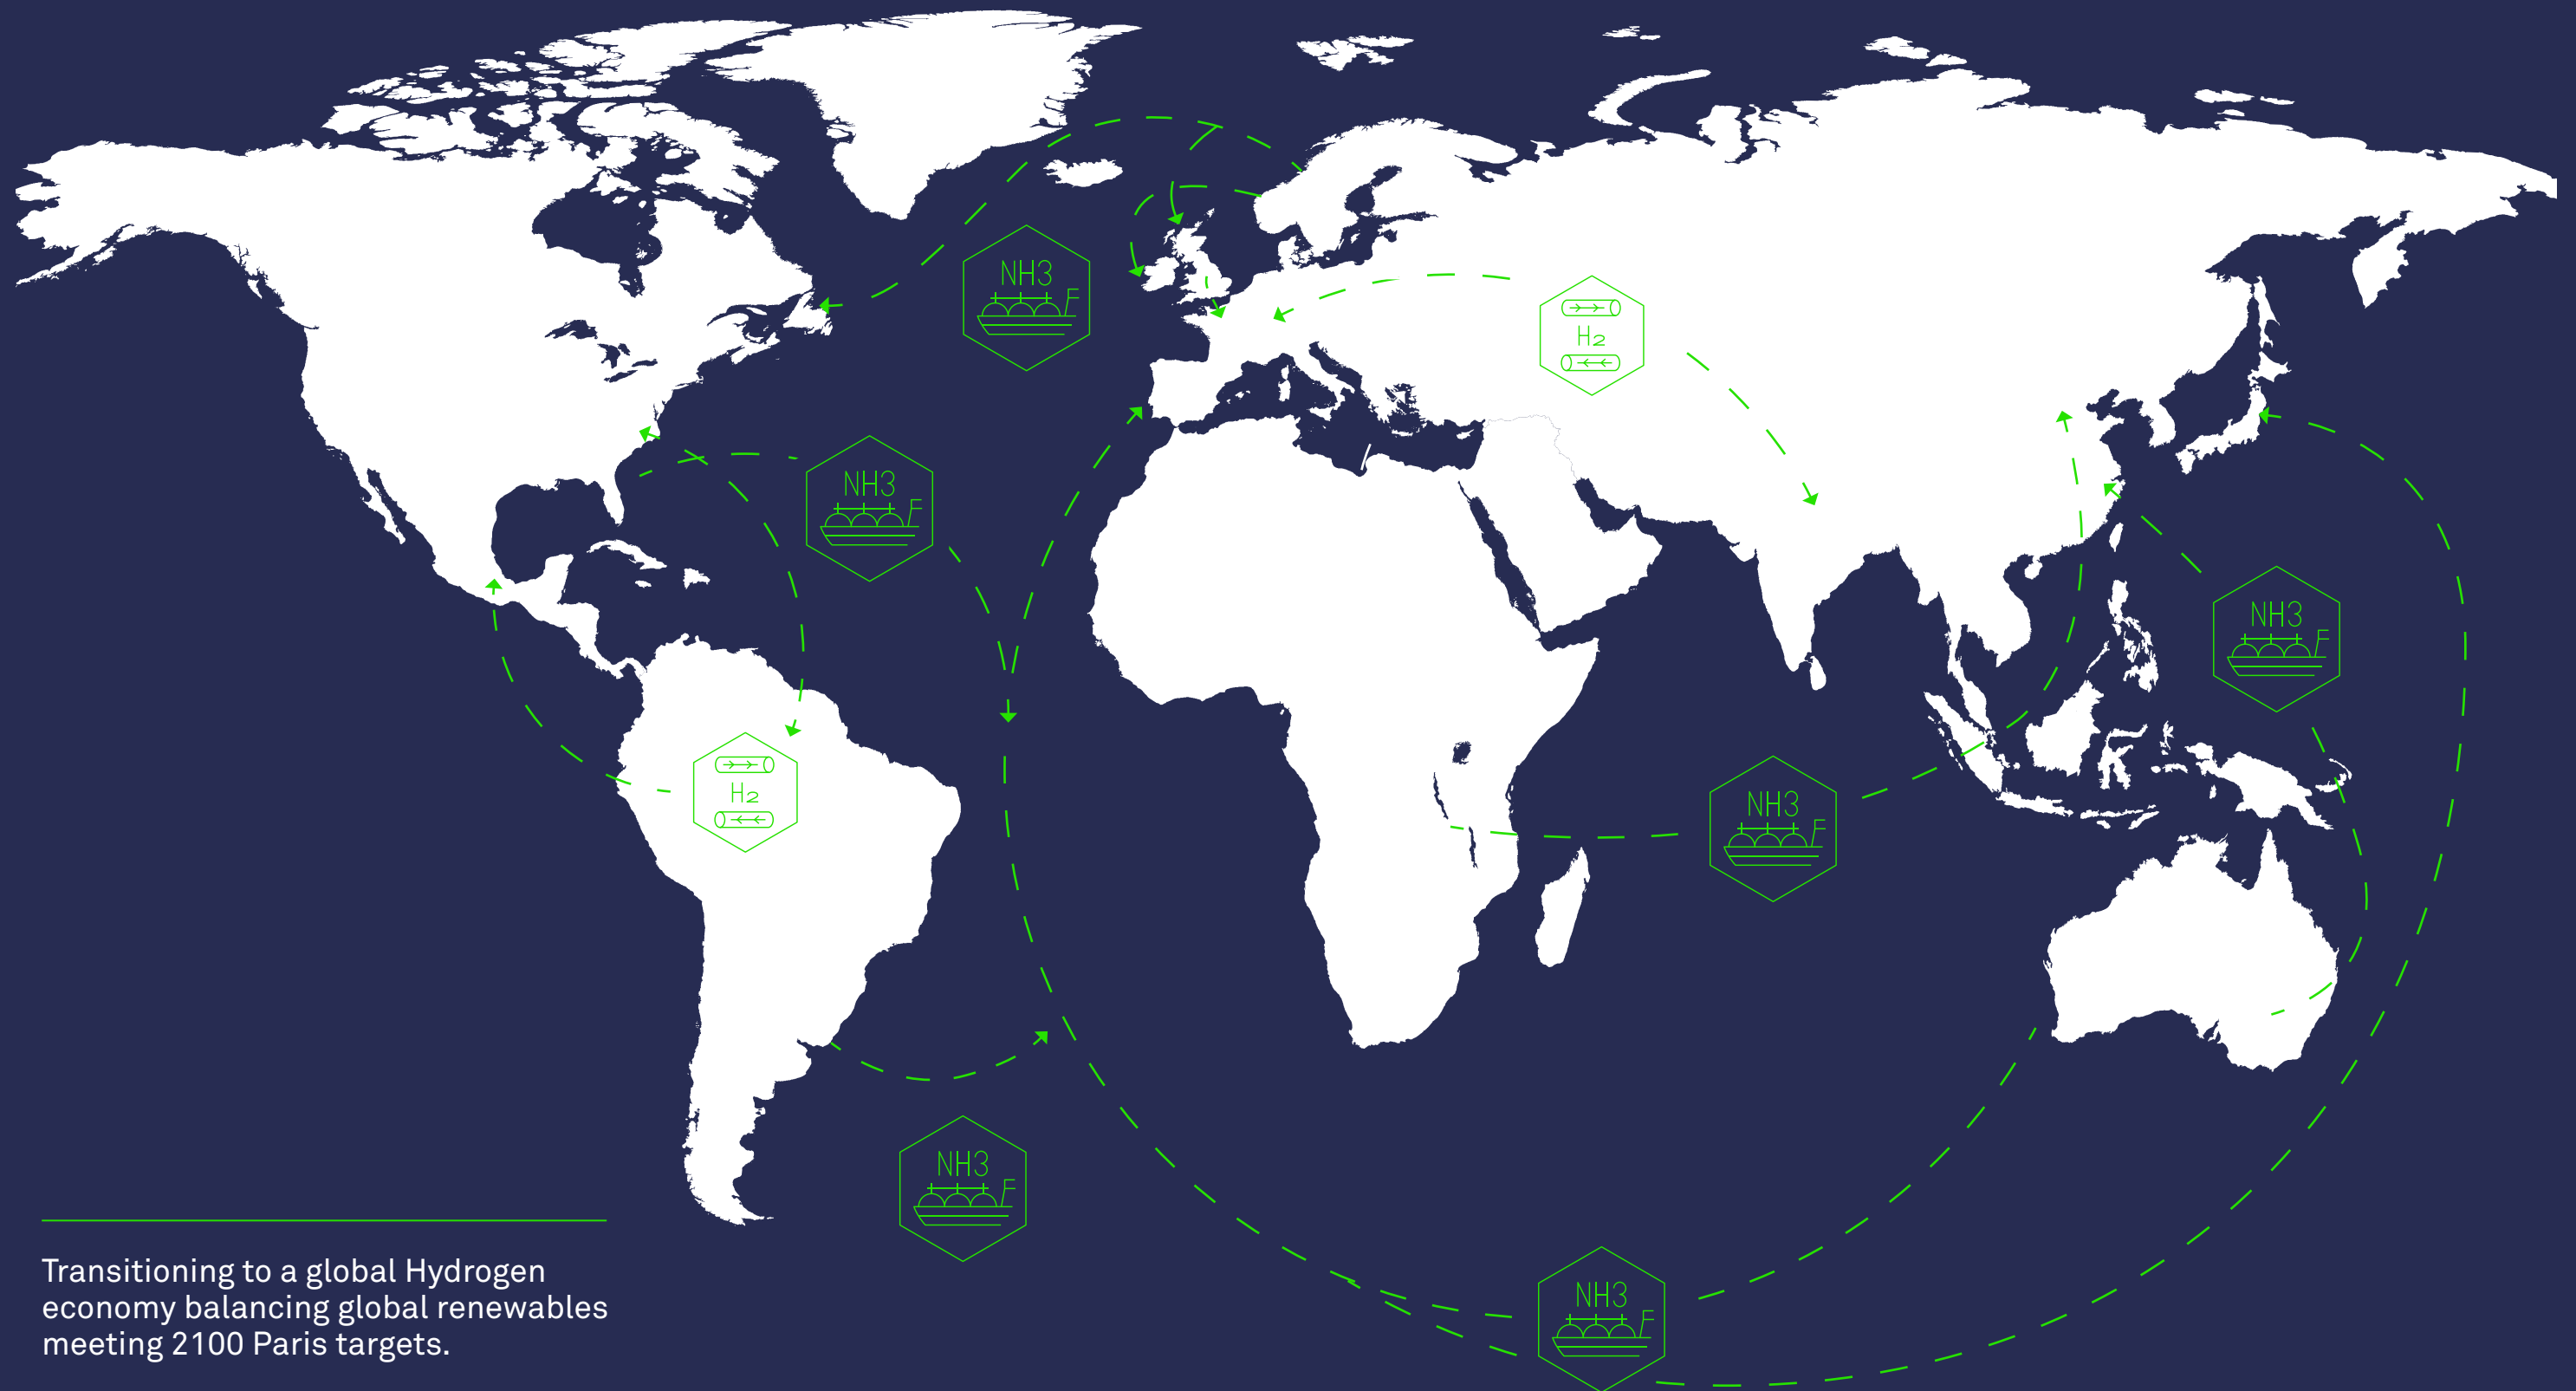 NH3
H2
NH3
NH3
H2
NH3
NH3
NH3
Transitioning to a global Hydrogen
economy balancing global renewables
meeting 2100 Paris targets.